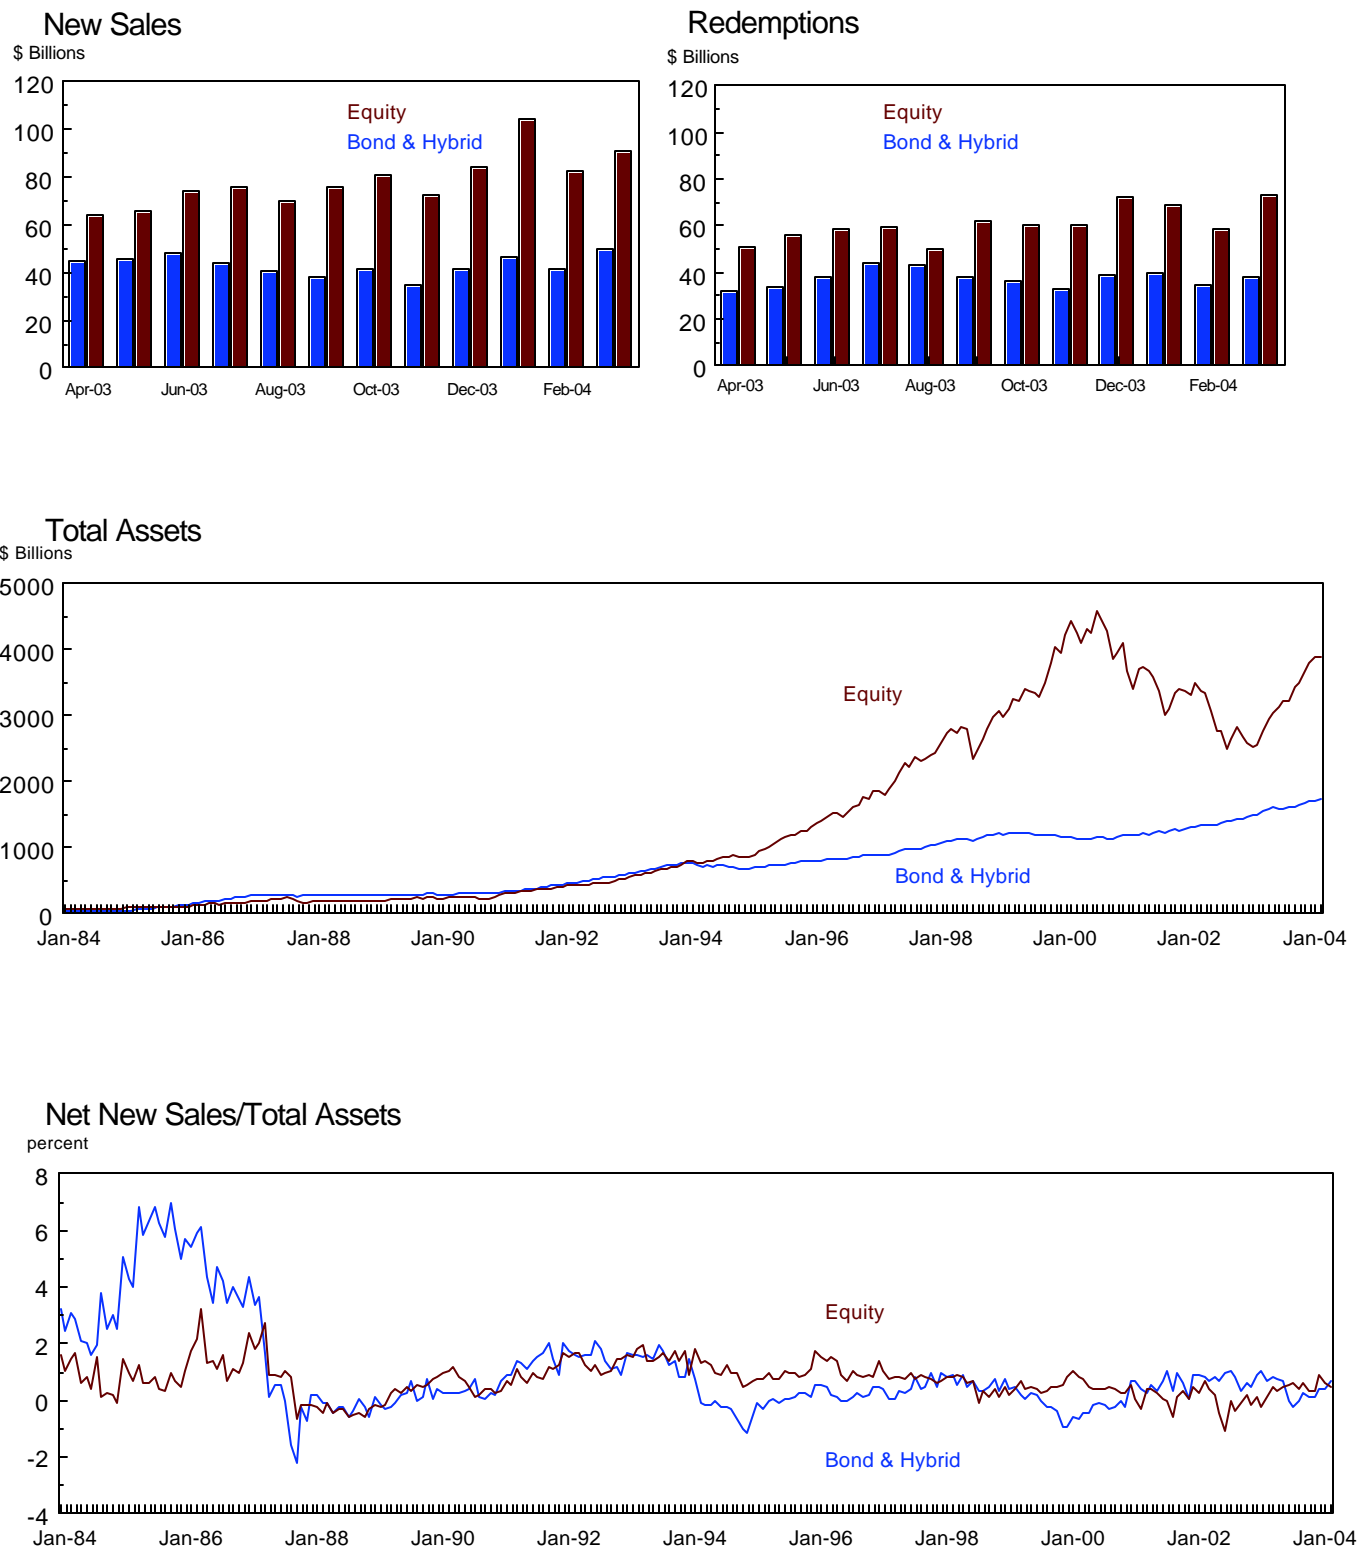 New Sales
$ Billions
120
100
80
60
40
20
0
Equity
Bond & Hybrid
Apr-03 Jun-03 Aug-03 Oct-03 Dec-03 Feb-04
Redemptions
$ Billions
120
100
80
60
40
20
0
Equity
Bond & Hybrid
Apr-03 Jun-03 Aug-03 Oct-03 Dec-03 Feb-04
Total Assets
$ Billions
5000
4000
3000
2000
1000
0
Equity
Bond & Hybrid
Jan-84 Jan-86 Jan-88 Jan-90 Jan-92 Jan-94 Jan-96 Jan-98 Jan-00 Jan-02 Jan-04
Net New Sales/Total Assets
percent
8
6
4
2
0
-2
-4
Equity
Bond & Hybrid
Jan-84 Jan-86 Jan-88 Jan-90 Jan-92 Jan-94 Jan-96 Jan-98 Jan-00 Jan-02 Jan-04